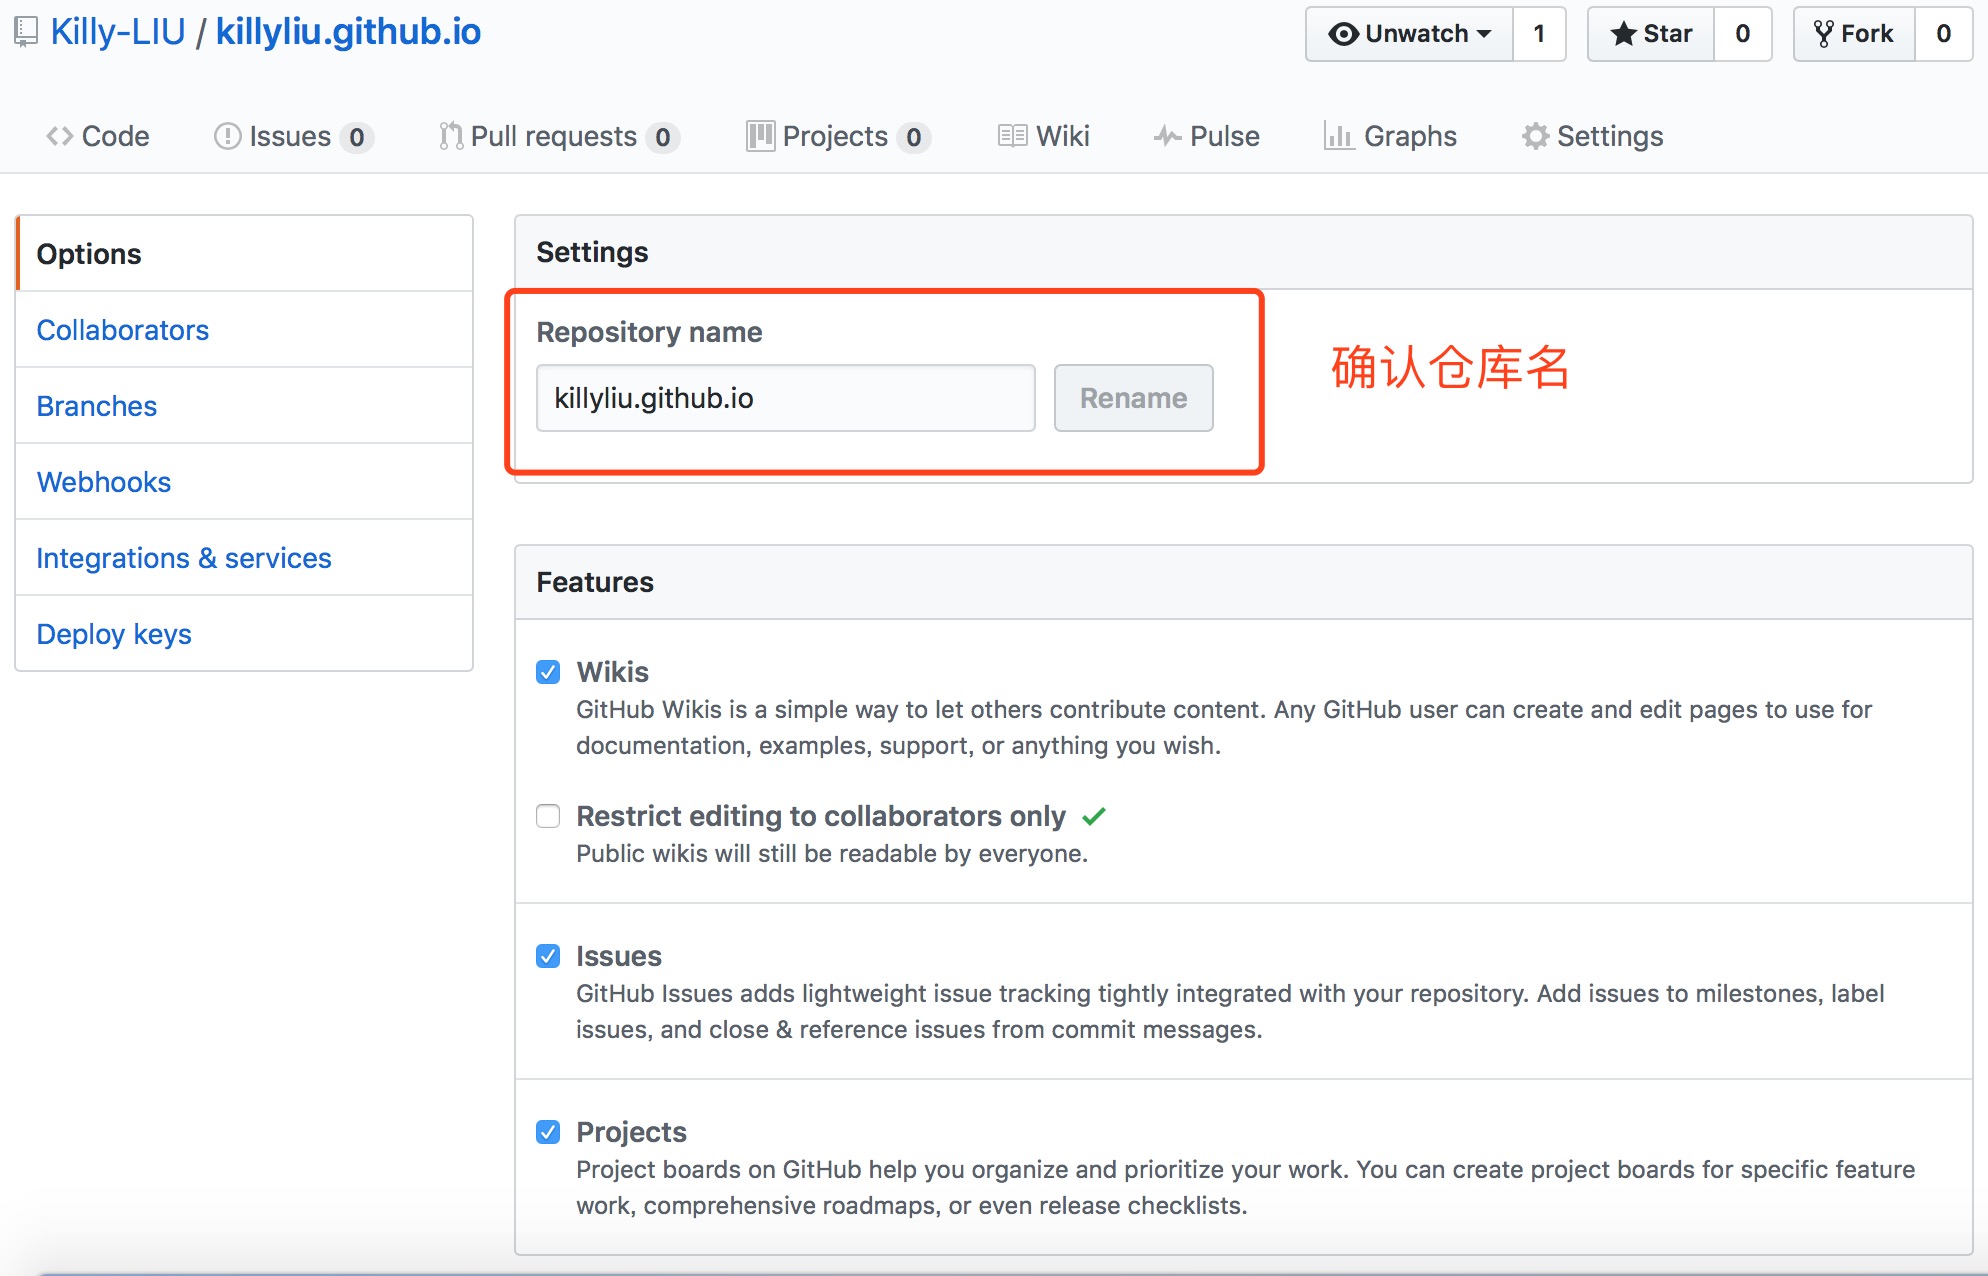 Killy-LIU / killyliu.github.io
Unwatch 1 Star 0 Fork 0
Code Issues 0 Pull requests 0 Projects 0 Wiki Pulse Graphs Settings
Options
Collaborators
Branches
Webhooks
Integrations & services
Deploy keys
Settings
Repository name
killyliu.github.io Rename
确认仓库名
Features
Wikis
GitHub Wikis is a simple way to let others contribute content. Any GitHub user can create and edit pages to use for
documentation, examples, support, or anything you wish.
Restrict editing to collaborators only
Public wikis will still be readable by everyone.
Issues
GitHub Issues adds lightweight issue tracking tightly integrated with your repository. Add issues to milestones, label
issues, and close & reference issues from commit messages.
Projects
Project boards on GitHub help you organize and prioritize your work. You can create project boards for specific feature
work, comprehensive roadmaps, or even release checklists.